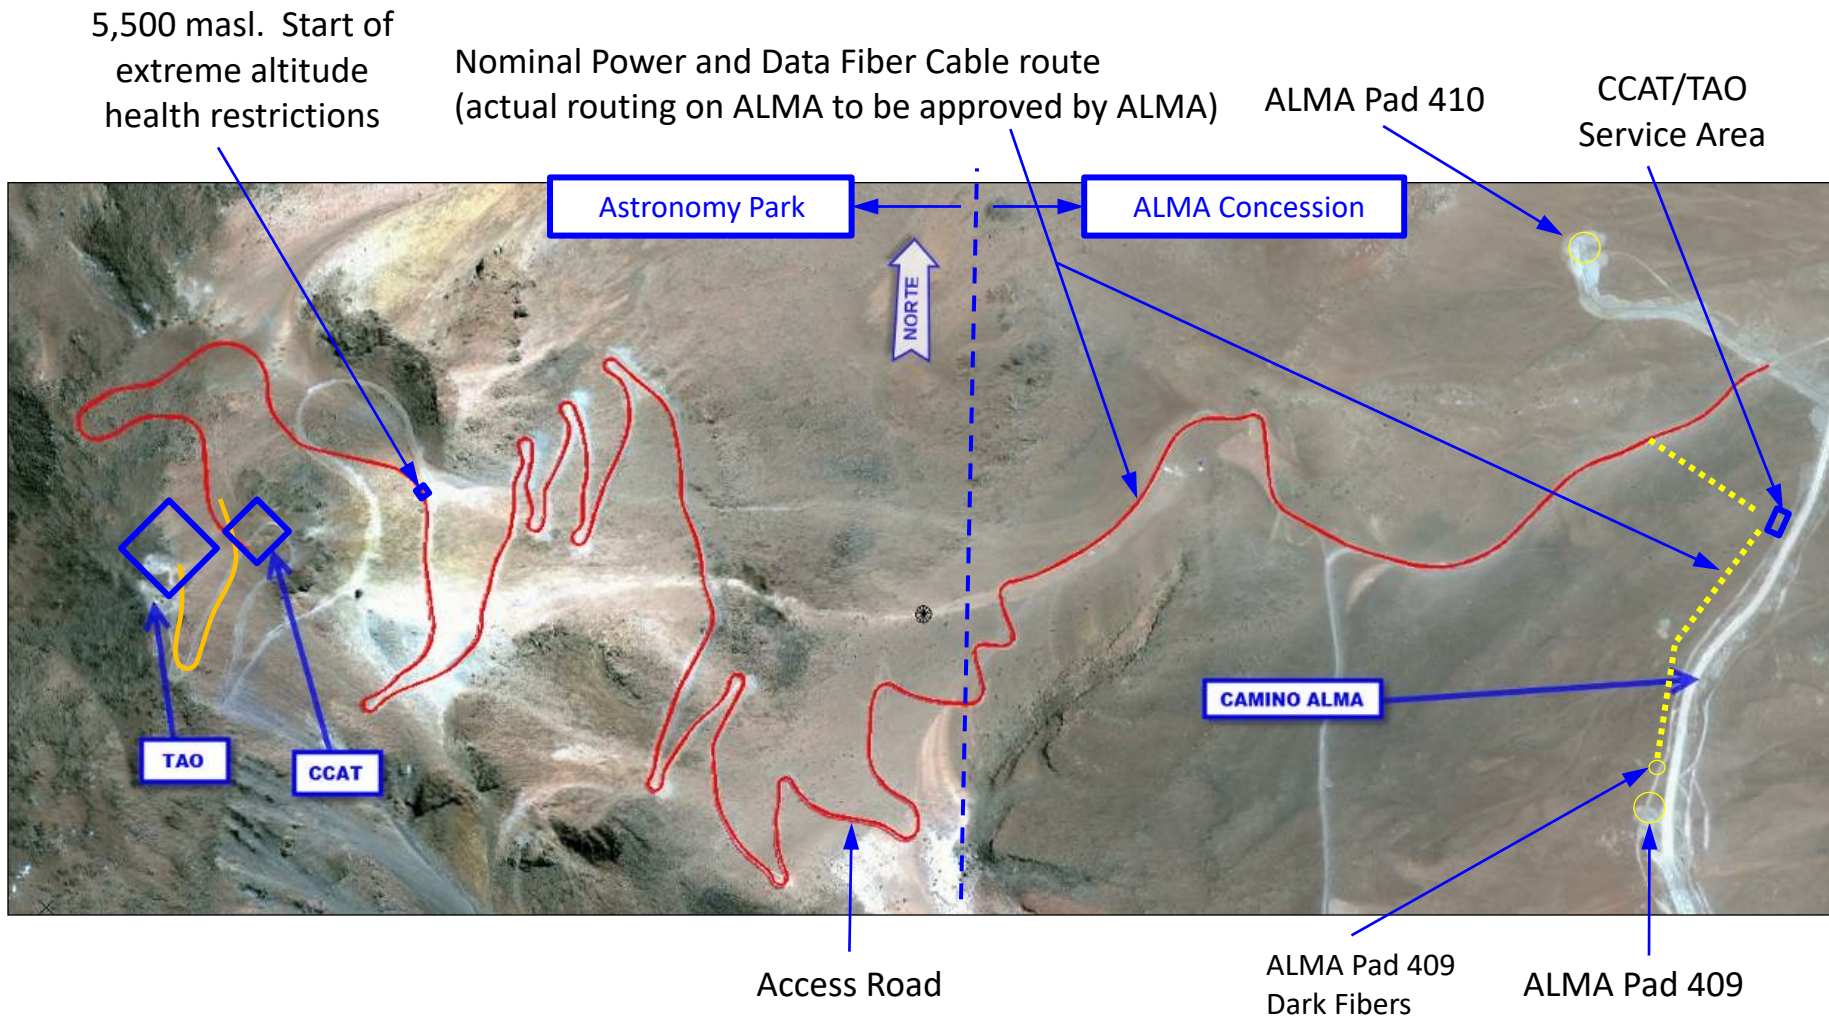 5,500 masl. Start of
extreme altitude
health restrictions
Nominal Power and Data Fiber Cable route
(actual routing on ALMA to be approved by ALMA)
ALMA Pad 410
CCAT/TAO
Service Area
Astronomy Park
ALMA Concession
NORTE
CAMINO ALMA
TAO
CCAT
Access Road
ALMA Pad 409
Dark Fibers
ALMA Pad 409